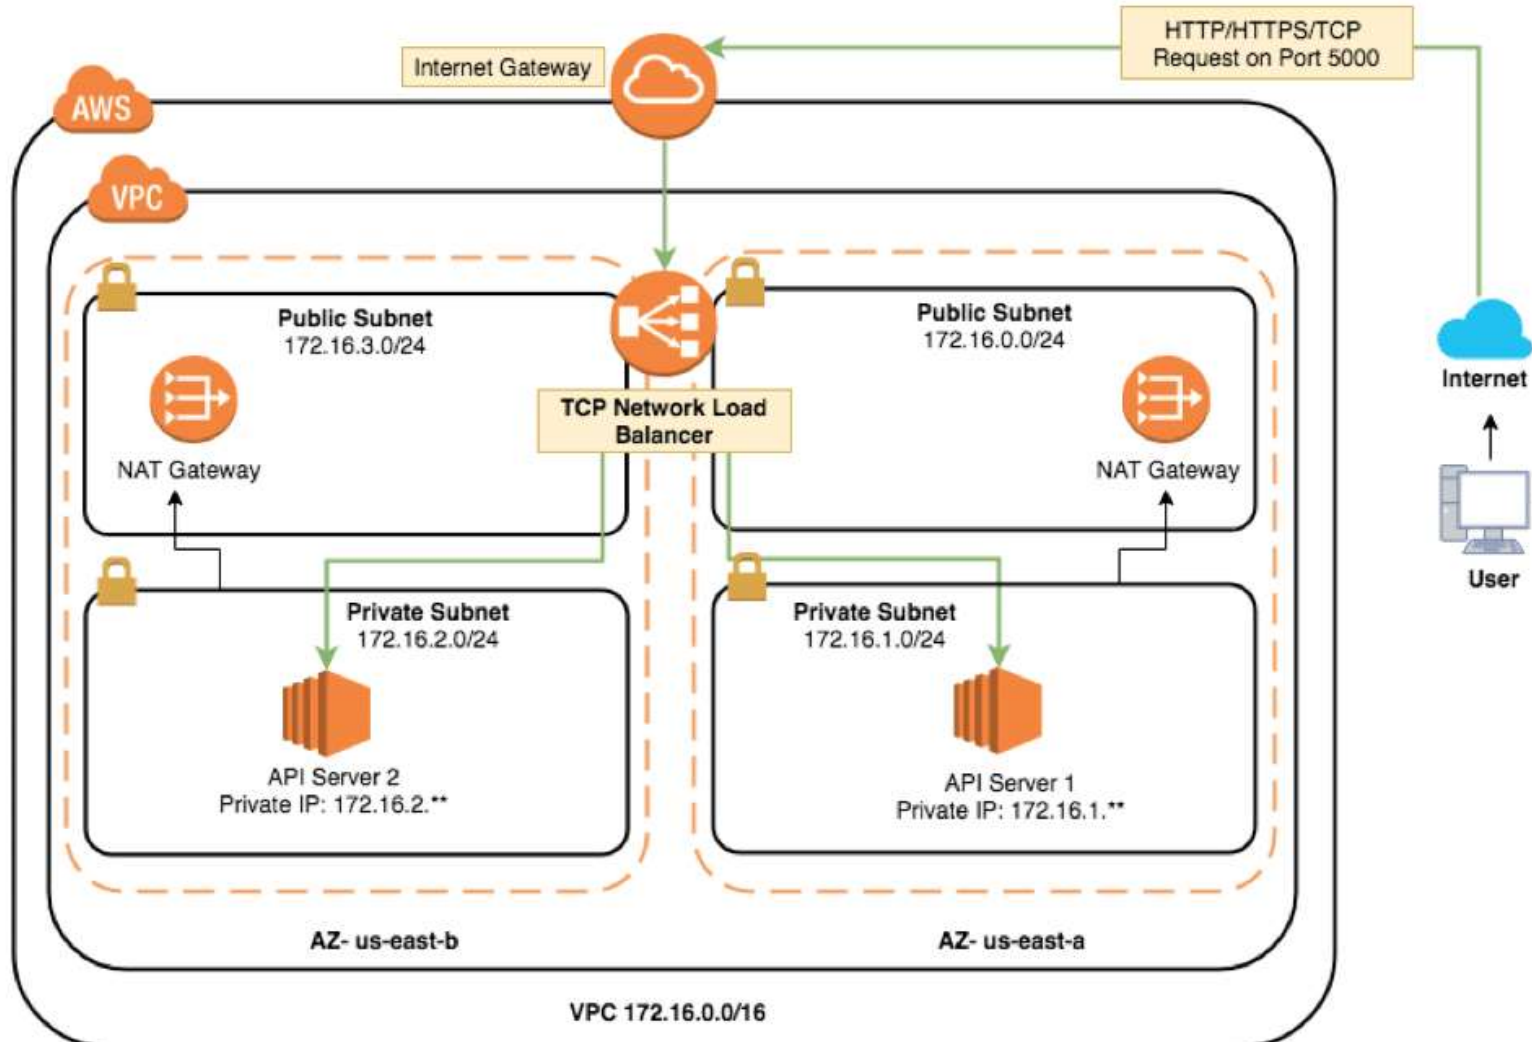 HTTP/HTTPS/TCP
Request on Port 5000
Internet Gateway
AWS
VPC
Public Subnet
172.16.3.0/24
Public Subnet
172.16.0.0/24
TCP Network Load
Balancer
NAT Gateway
NAT Gateway
Internet
User
Private Subnet
172.16.2.0/24
Private Subnet
172.16.1.0/24
API Server 2
Private IP: 172.16.2.**
API Server 1
Private IP: 172.16.1.**
AZ- us-east-b
AZ- us-east-a
VPC 172.16.0.0/16